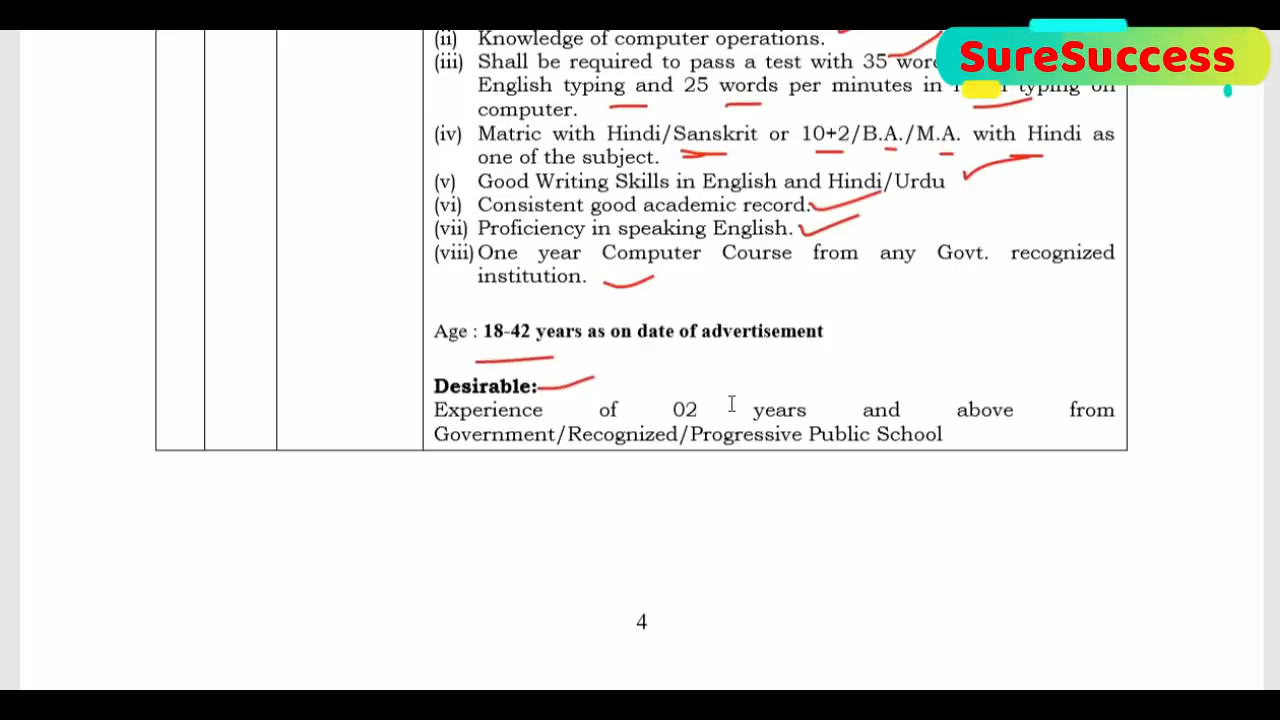 (ii) Knowledge of computer operations.
SureSuccess
(iii) Shall be required to pass a test with 35
English typing and 25 words per minutes in typing on
computer.
(iv) Matric with Hindi/Sanskrit or 10+2/B.A./M.A. with Hindi as
one of the subject.
(v) Good Writing Skills in English and Hindi/Urdu
(vi) Consistent good academic record.
(vii) Proficiency in speaking English.
(viii) One year Computer Course from any Govt. recognized
institution.
Age : 18-42 years as on date of advertisement
Desirable:
Experience of 02 years and above from
Government/Recognized/Progressive Public School
4